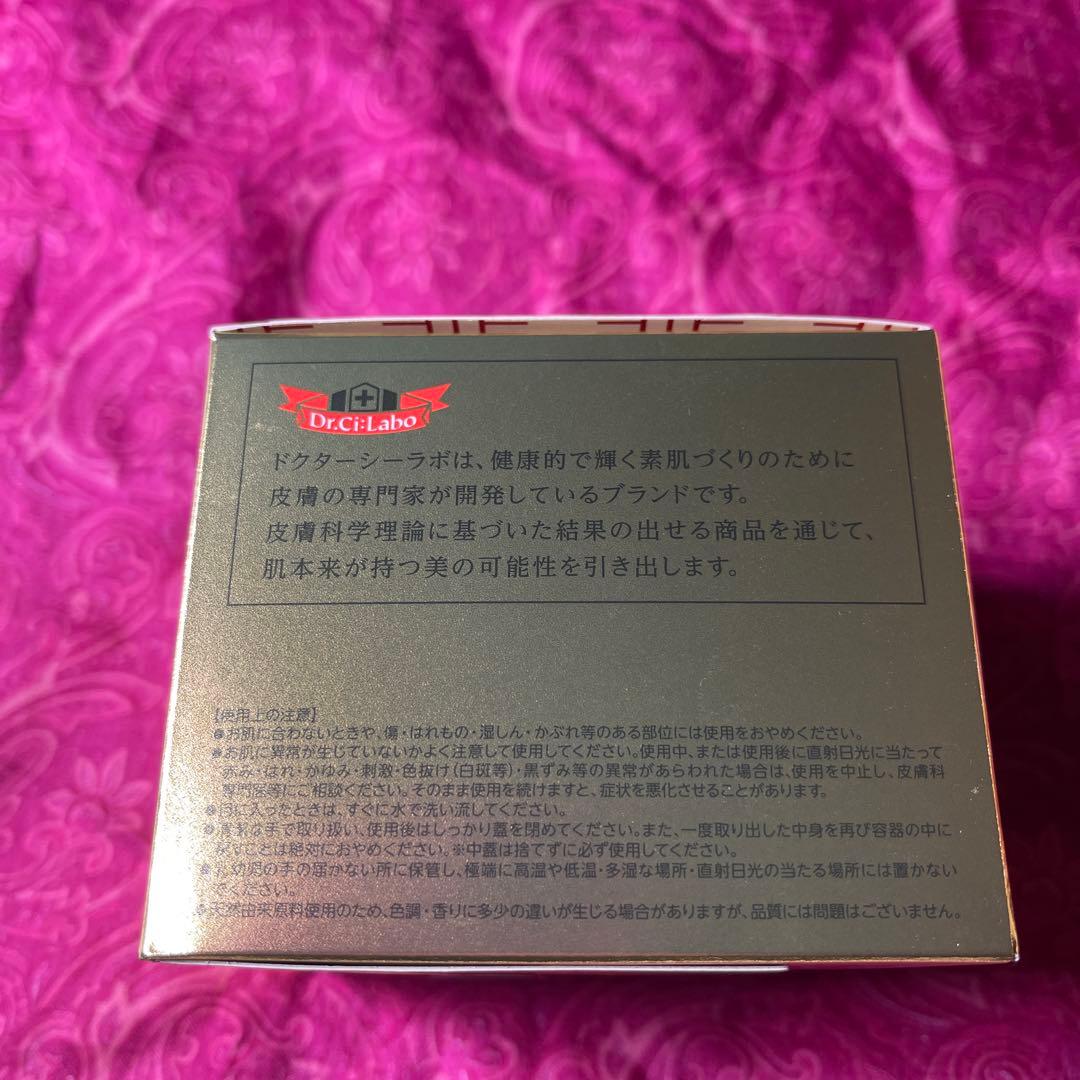 Dr.Ci:Labo
ドクターシーラボは、健康的で輝く素肌づくりのために
皮膚の専門家が開発しているブランドです。
皮膚科学理論に基づいた結果の出せる商品を通じて、
肌本来が持つ美の可能性を引き出します。
【使用上の注意】
●お肌に合わないときや、傷・はれもの・湿しん・かぶれ等のある部位には使用をおやめください。
●お肌に異常が生じていないかよく注意して使用してください。使用中、または使用後に直射日光に当たって
赤み・はれ・かゆみ・刺激・色抜け(白斑等)・黒ずみ等の異常があらわれた場合は、使用を中止し、皮膚科
専門医等にご相談ください。そのまま使用を続けますと、症状を悪化させることがあります。
●目に入ったときは、すぐに水で洗い流してください。
●清潔な手で取り扱い、使用後はしっかり蓋を閉めてください。また、一度取り出した中身を再び容器の中に
戻すことは絶対におやめください。※中蓋は捨てずに必ず使用してください。
●乳幼児の手の届かない所に保管し、極端に高温や低温・多湿な場所・直射日光の当たる場所には置かない
でください。
●天然由来原料使用のため、色調・香りに多少の違いが生じる場合がありますが、品質には問題はございません。